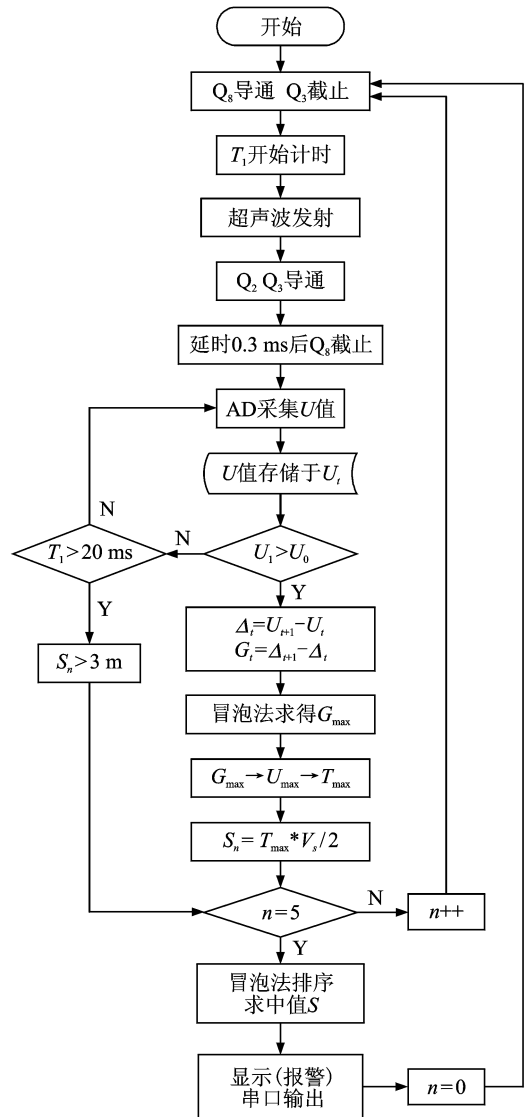 开始
Q₈导通 Q₃截止
T₁开始计时
超声波发射
Q₂ Q₃导通
延时0.3 ms后Q₈截止
AD采集U值
U值存储于Uₜ
N
T₁>20 ms
N
U₁>U₀
Y
Y
Δₜ=Uₜ₊₁-Uₜ
Gₜ=Δₜ₊₁-Δₜ
Sₙ>3 m
冒泡法求得Gmax
Gmax→Umax→Tmax
Sₙ=Tmax*Vₛ/2
n=5
N
n++
Y
冒泡法排序
求中值S
显示(报警)
串口输出
n=0